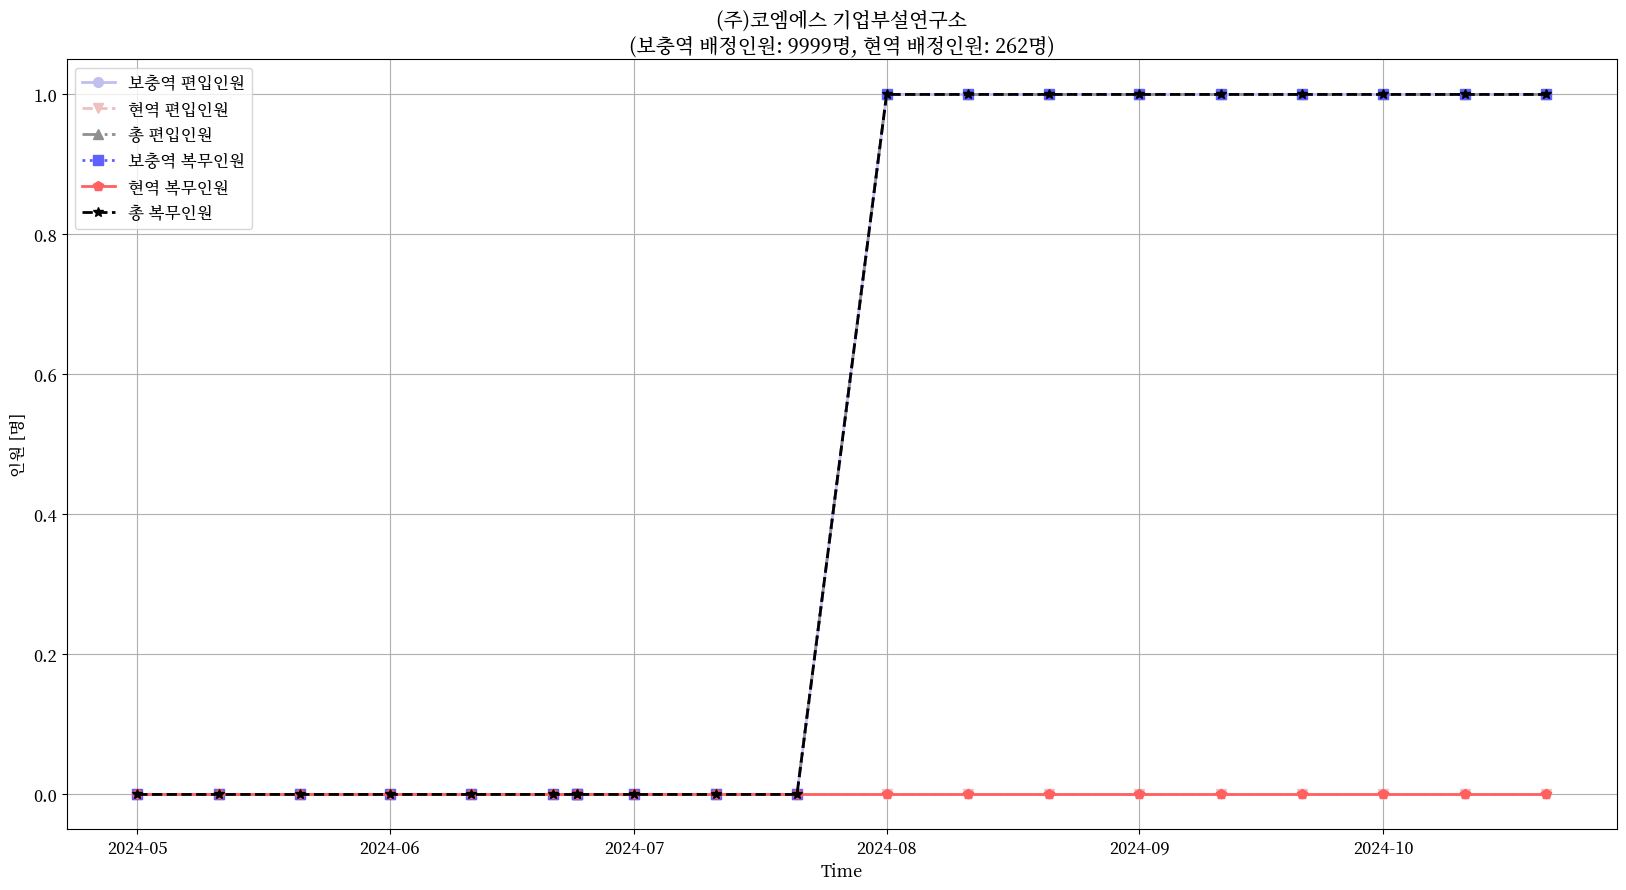 (주)코엠에스 기업부설연구소
(보충역 배정인원: 9999명, 현역 배정인원: 262명)
보충역 편입인원
현역 편입인원
총 편입인원
보충역 복무인원
현역 복무인원
총 복무인원
1.0
0.8
0.6
0.4
0.2
0.0
인원 [명]
2024-05
2024-06
2024-07
2024-08
2024-09
2024-10
Time